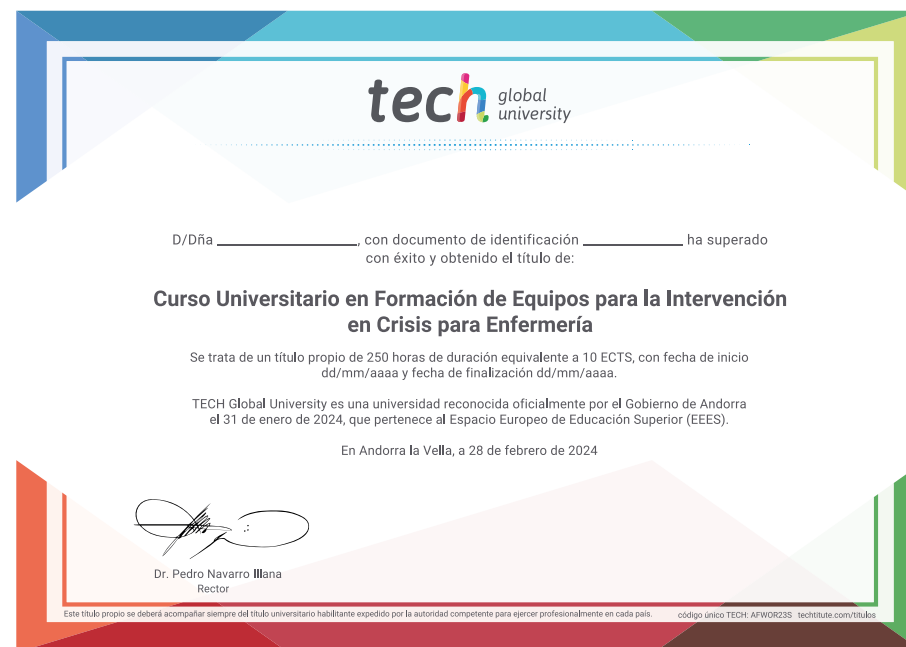 tech global university
D/Dña ______________, con documento de identificación ______________ ha superado
con éxito y obtenido el título de:
Curso Universitario en Formación de Equipos para la Intervención
en Crisis para Enfermería
Se trata de un título propio de 250 horas de duración equivalente a 10 ECTS, con fecha de inicio
dd/mm/aaaa y fecha de finalización dd/mm/aaaa.
TECH Global University es una universidad reconocida oficialmente por el Gobierno de Andorra
el 31 de enero de 2024, que pertenece al Espacio Europeo de Educación Superior (EEES).
En Andorra la Vella, a 28 de febrero de 2024
Dr. Pedro Navarro Illana
Rector
Este título propio se deberá acompañar siempre del título universitario habilitante expedido por la autoridad competente para ejercer profesionalmente en cada país. código único TECH: AFWOR23S techtitute.com/titulos